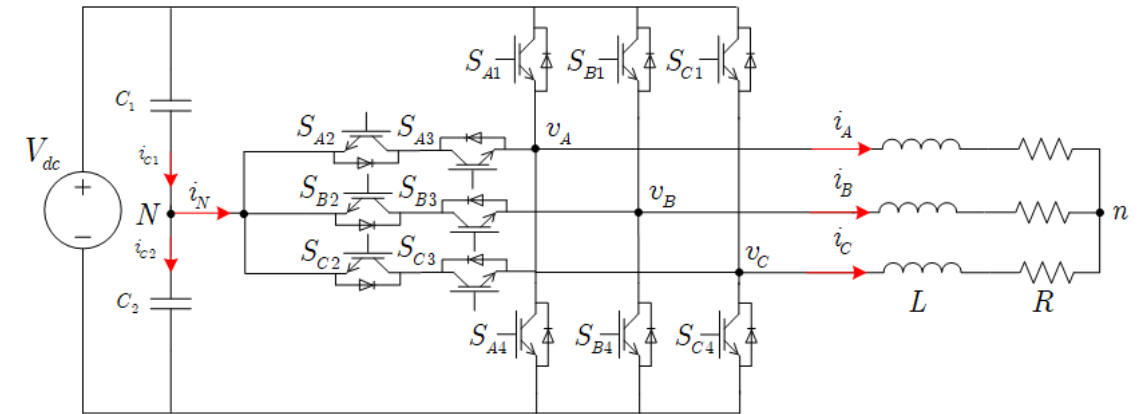 S_A1
S_B1
S_C1
C_1
S_A2
S_A3
v_A
i_A
V_dc
i_C1
i_N
S_B2
S_B3
v_B
i_B
+
N
n
−
i_C2
S_C2
S_C3
v_C
i_C
C_2
L
R
S_A4
S_B4
S_C4